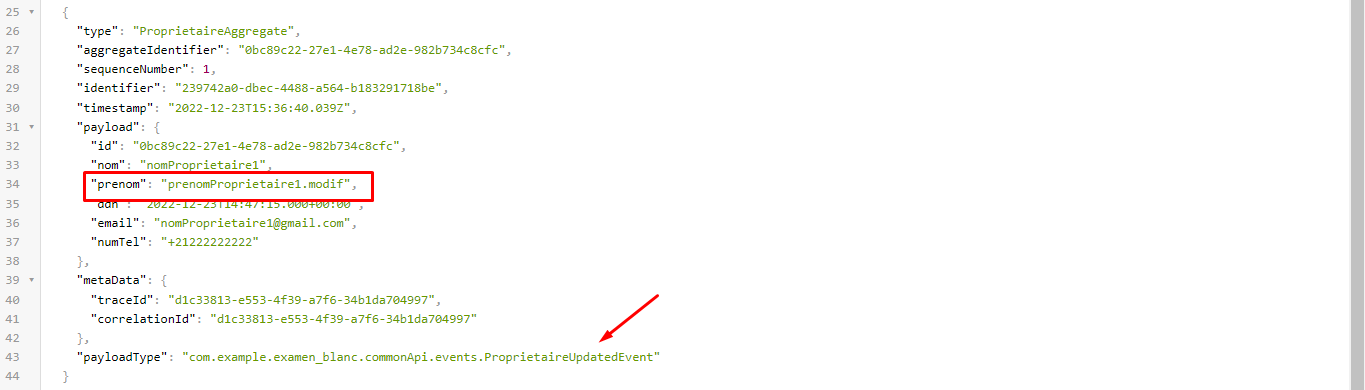 25 {
26 "type": "ProprietaireAggregate",
27 "aggregateIdentifier": "0bc89c22-27e1-4e78-ad2e-982b734c8cfc",
28 "sequenceNumber": 1,
29 "identifier": "239742a0-dbec-4488-a564-b183291718be",
30 "timestamp": "2022-12-23T15:36:40.039Z",
31 "payload": {
32 "id": "0bc89c22-27e1-4e78-ad2e-982b734c8cfc",
33 "nom": "nomProprietaire1",
34 "prenom": "prenomProprietaire1.modif",
35 "ddn": "2022-12-23T14:47:15.000+00:00",
36 "email": "nomProprietaire1@gmail.com",
37 "numTel": "+21222222222"
38 },
39 "metaData": {
40 "traceId": "d1c33813-e553-4f39-a7f6-34b1da704997",
41 "correlationId": "d1c33813-e553-4f39-a7f6-34b1da704997"
42 },
43 "payloadType": "com.example.examen_blanc.commonApi.events.ProprietaireUpdatedEvent"
44 }